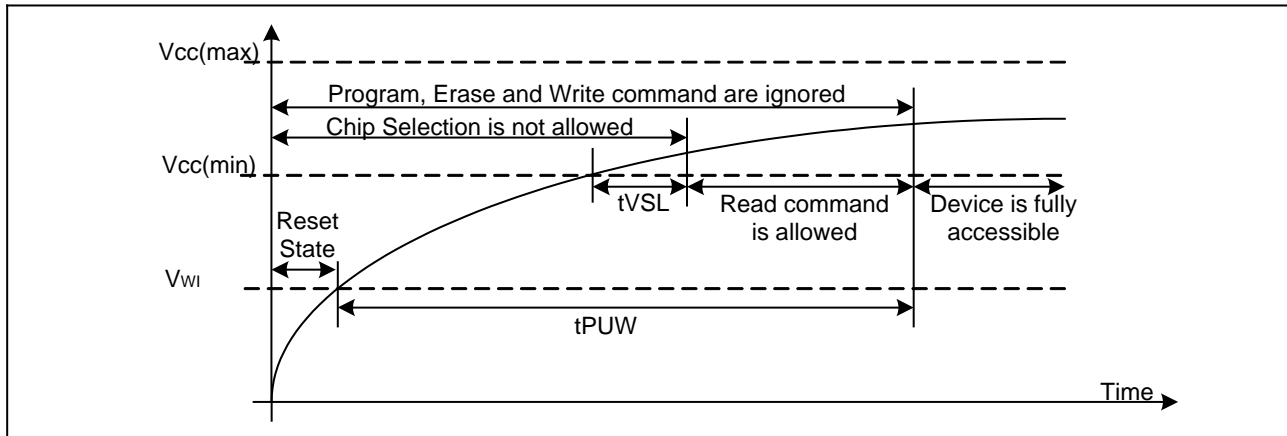 Vcc(max)
Program, Erase and Write command are ignored
Chip Selection is not allowed
Vcc(min)
tVSL
Read command
is allowed
Device is fully
accessible
Reset
State
VWI
tPUW
Time